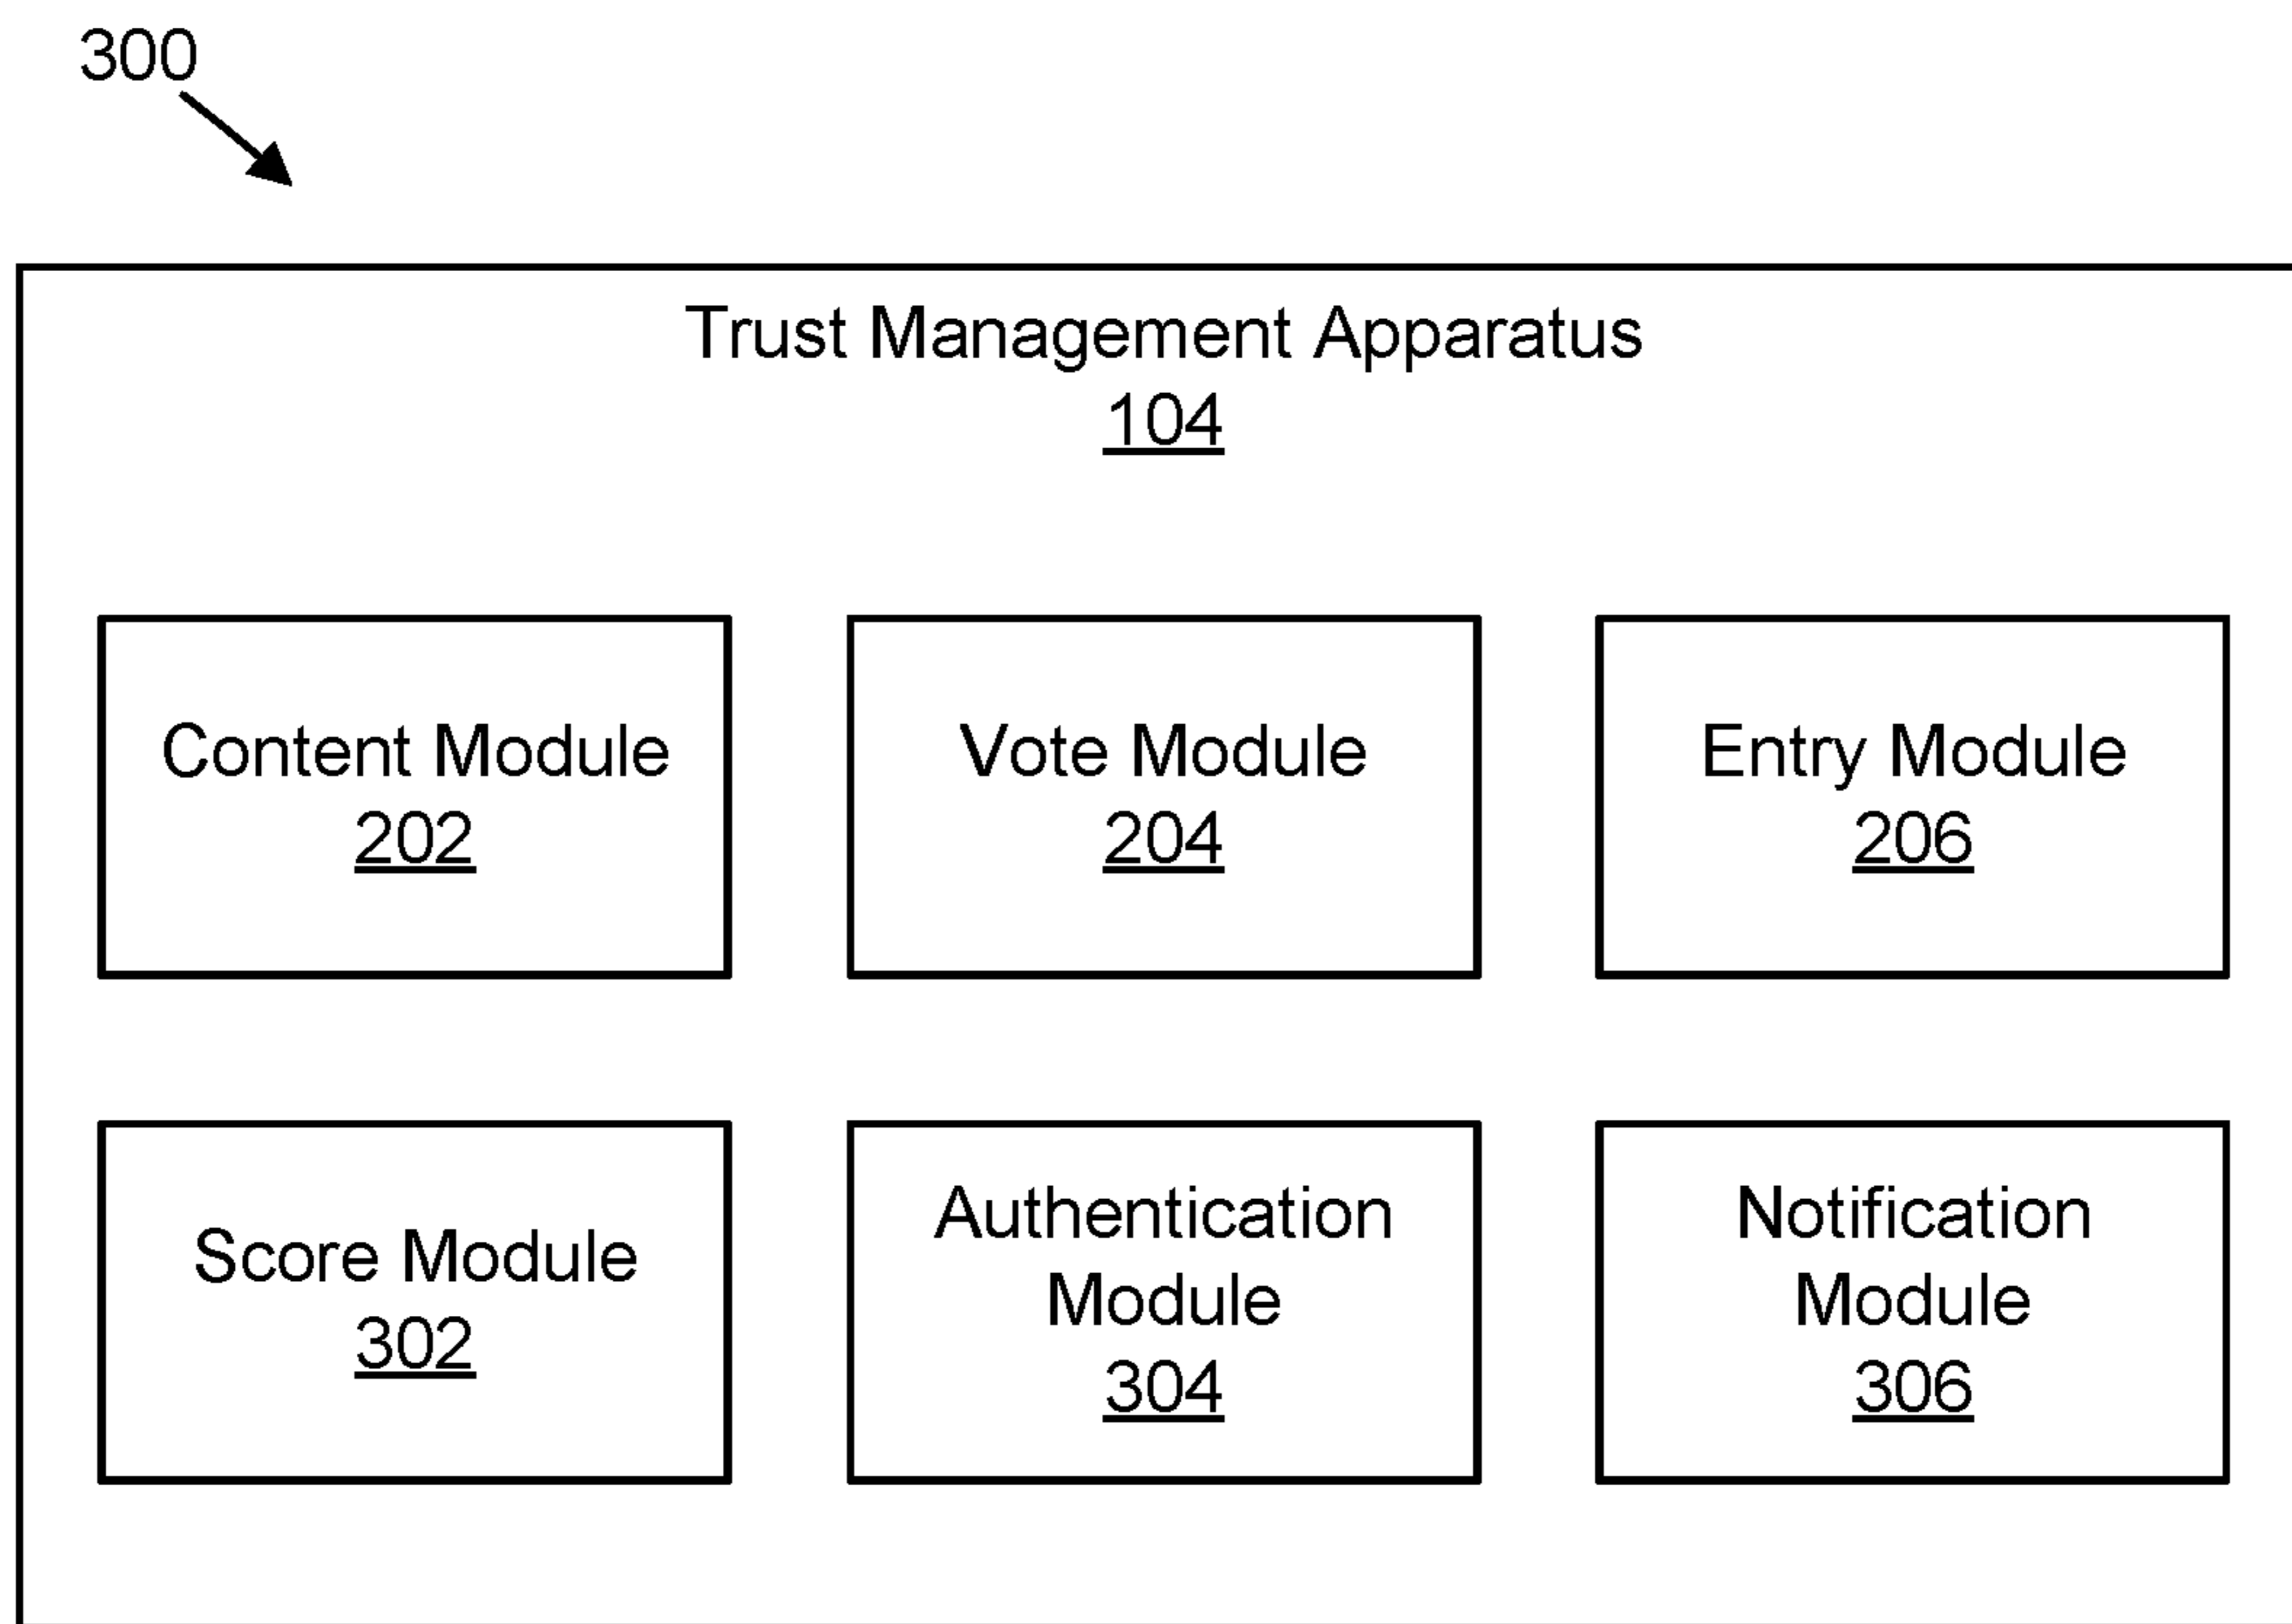 300
Trust Management Apparatus
104
Content Module
202
Vote Module
204
Entry Module
206
Score Module
302
Authentication
Module
304
Notification
Module
306